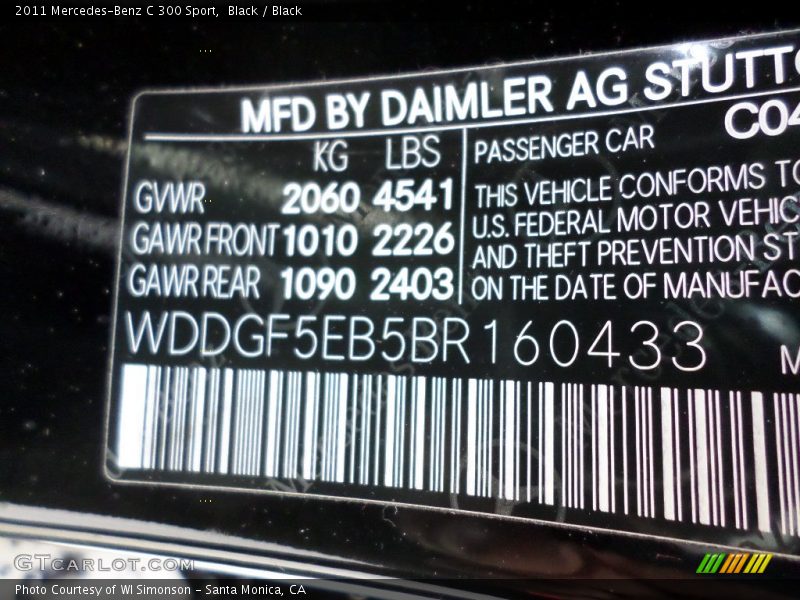 2011 Mercedes-Benz C 300 Sport, Black / Black
MFD BY DAIMLER AG STUTT
C04
KG LBS
GVWR 2060 4541
GAWR FRONT 1010 2226
GAWR REAR 1090 2403
PASSENGER CAR
THIS VEHICLE CONFORMS TO
U.S. FEDERAL MOTOR VEHIC
AND THEFT PREVENTION ST
ON THE DATE OF MANUFAC
WDDGF5EB5BR160433
M
GTCARLOT.COM
Photo Courtesy of WI Simonson - Santa Monica, CA